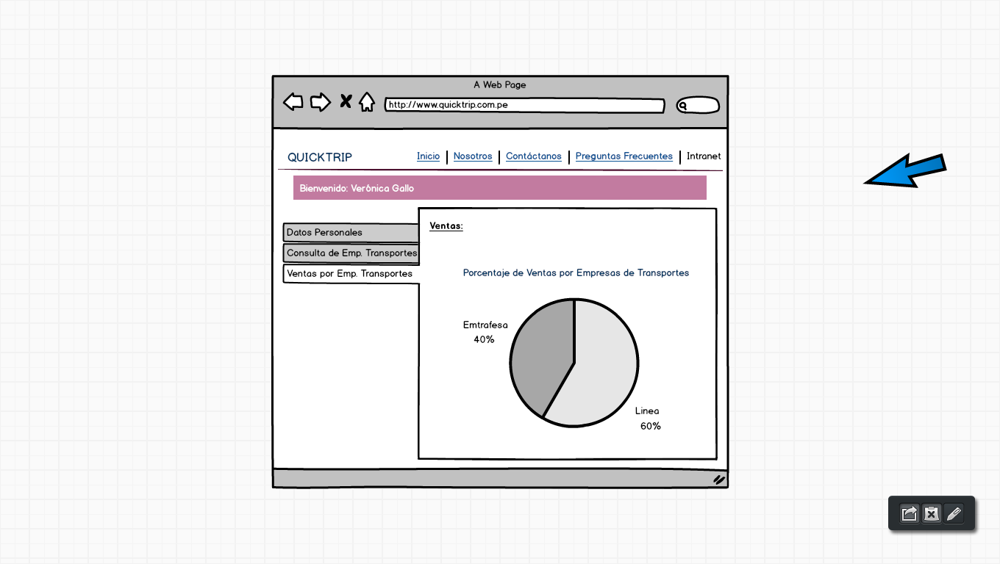 A Web Page
http://www.quicktrip.com.pe
QUICKTRIP
Inicio
Nosotros
Contáctanos
Preguntas Frecuentes
Intranet
Bienvenido: Verónica Gallo
Datos Personales
Consulta de Emp. Transportes
Ventas por Emp. Transportes
Ventas:
Porcentaje de Ventas por Empresas de Transportes
Emtrafesa
40%
Linea
60%